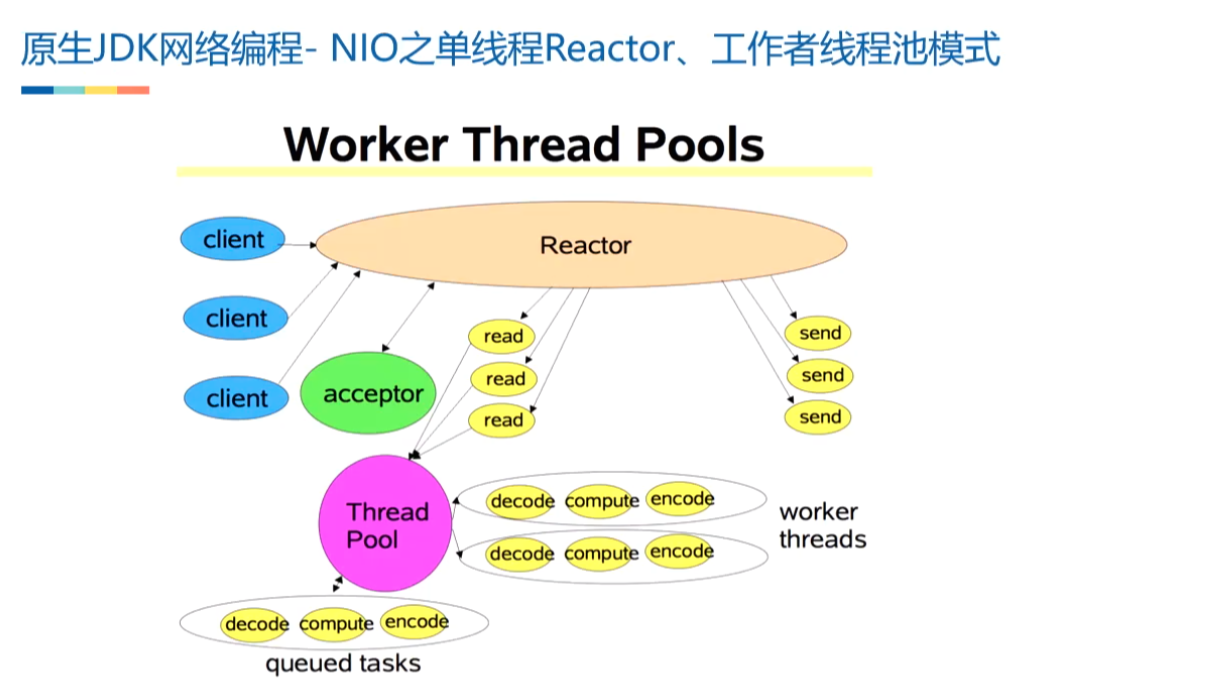 原生JDK网络编程- NIO之单线程Reactor、工作者线程池模式
Worker Thread Pools
client
Reactor
client
client
acceptor
read
read
read
send
send
send
Thread
Pool
decode compute encode
decode compute encode
worker
threads
decode compute encode
queued tasks